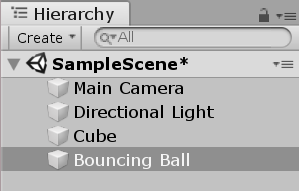 Hierarchy
Create All
SampleScene*
Main Camera
Directional Light
Cube
Bouncing Ball